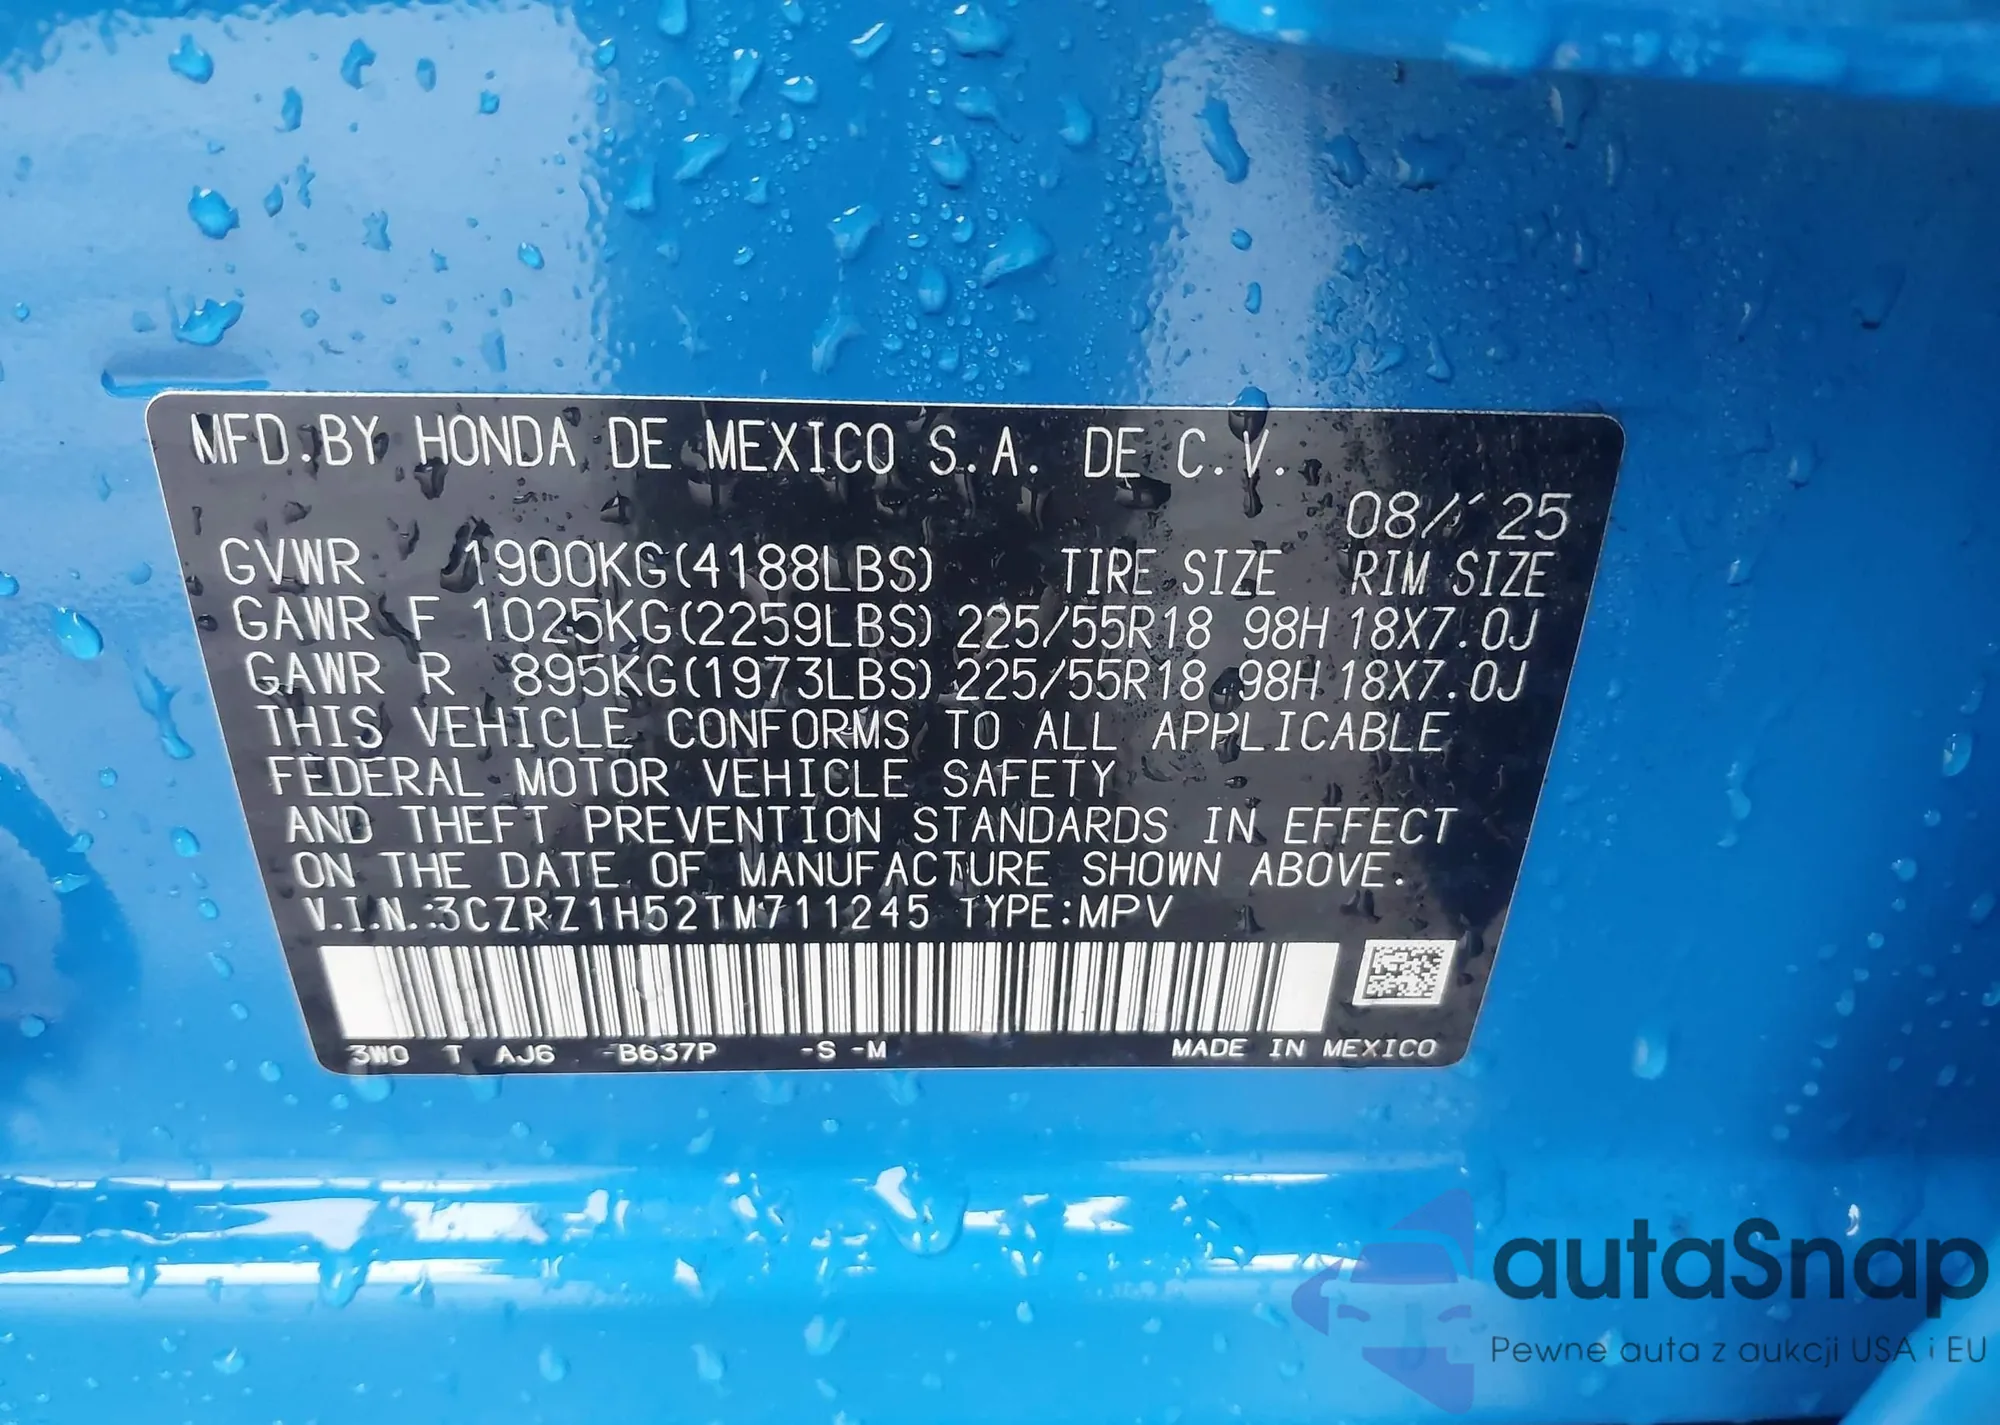 MFD.BY HONDA DE MEXICO S.A. DE C.V.
08/ 25
GVWR 1900KG(4188LBS) TIRE SIZE RIM SIZE
GAWR F 1025KG(2259LBS) 225/55R18 98H 18X7.0J
GAWR R 895KG(1973LBS) 225/55R18 98H 18X7.0J
THIS VEHICLE CONFORMS TO ALL APPLICABLE
FEDERAL MOTOR VEHICLE SAFETY
AND THEFT PREVENTION STANDARDS IN EFFECT
ON THE DATE OF MANUFACTURE SHOWN ABOVE.
V.I.N.:3CZRZ1H52TM711245 TYPE:MPV
3W0 T AJ6 -B637P -S -M MADE IN MEXICO
autaSnap
Pewne auta z aukcji USA i EU